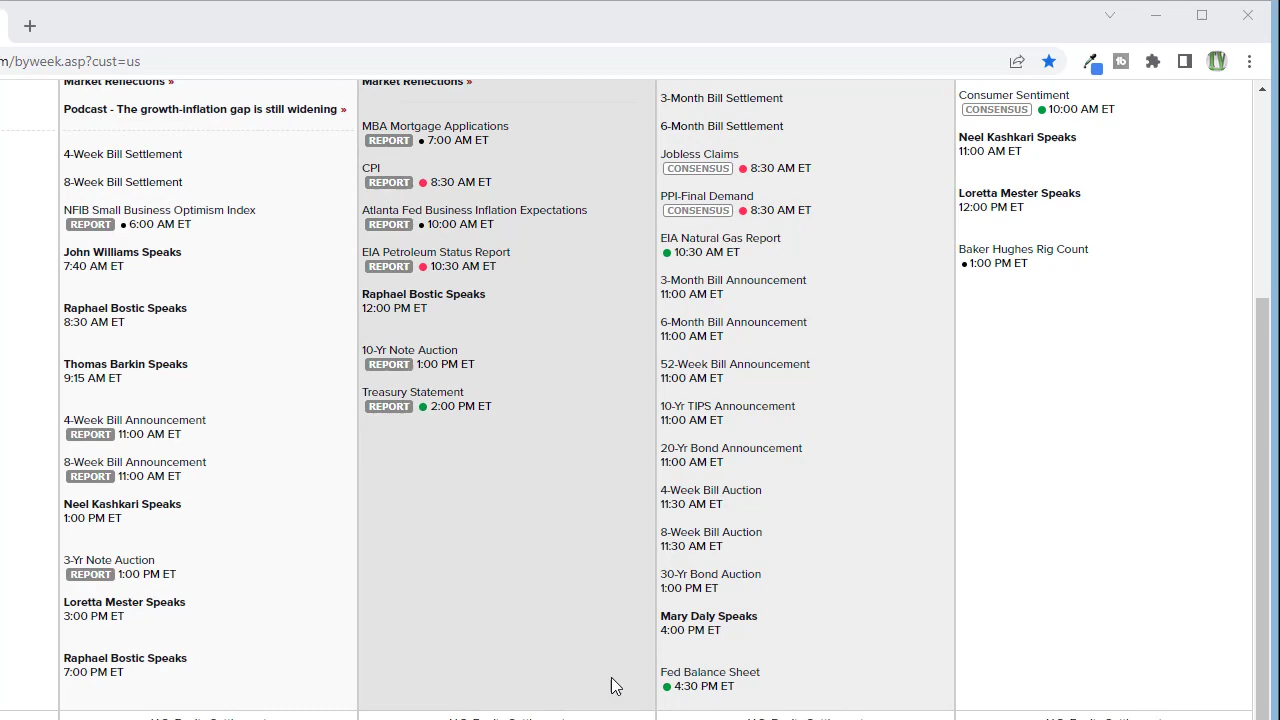 m/byweek.asp?cust=us
Market Reflections »
Podcast - The growth-inflation gap is still widening »
4-Week Bill Settlement
8-Week Bill Settlement
NFIB Small Business Optimism Index
REPORT 6:00 AM ET
John Williams Speaks
7:40 AM ET
Raphael Bostic Speaks
8:30 AM ET
Thomas Barkin Speaks
9:15 AM ET
4-Week Bill Announcement
REPORT 11:00 AM ET
8-Week Bill Announcement
REPORT 11:00 AM ET
Neel Kashkari Speaks
1:00 PM ET
3-Yr Note Auction
REPORT 1:00 PM ET
Loretta Mester Speaks
3:00 PM ET
Raphael Bostic Speaks
7:00 PM ET
Market Reflections »
MBA Mortgage Applications
REPORT 7:00 AM ET
CPI
REPORT 8:30 AM ET
Atlanta Fed Business Inflation Expectations
REPORT 10:00 AM ET
EIA Petroleum Status Report
REPORT 10:30 AM ET
Raphael Bostic Speaks
12:00 PM ET
10-Yr Note Auction
REPORT 1:00 PM ET
Treasury Statement
REPORT 2:00 PM ET
3-Month Bill Settlement
6-Month Bill Settlement
Jobless Claims
CONSENSUS 8:30 AM ET
PPI-Final Demand
CONSENSUS 8:30 AM ET
EIA Natural Gas Report
10:30 AM ET
3-Month Bill Announcement
11:00 AM ET
6-Month Bill Announcement
11:00 AM ET
52-Week Bill Announcement
11:00 AM ET
10-Yr TIPS Announcement
11:00 AM ET
20-Yr Bond Announcement
11:00 AM ET
4-Week Bill Auction
11:30 AM ET
8-Week Bill Auction
11:30 AM ET
30-Yr Bond Auction
1:00 PM ET
Mary Daly Speaks
4:00 PM ET
Fed Balance Sheet
4:30 PM ET
Consumer Sentiment
CONSENSUS 10:00 AM ET
Neel Kashkari Speaks
11:00 AM ET
Loretta Mester Speaks
12:00 PM ET
Baker Hughes Rig Count
1:00 PM ET